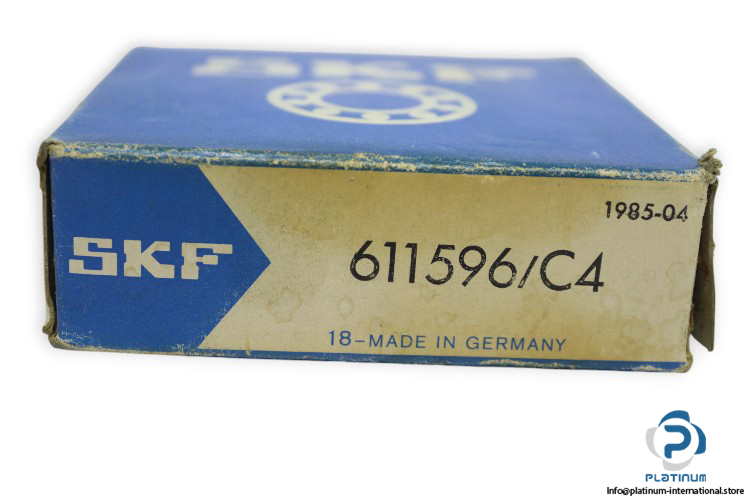 SKF
1985-04
SKF
611596/C4
18-MADE IN GERMANY
PLATINUM
Info@platinum-international.store